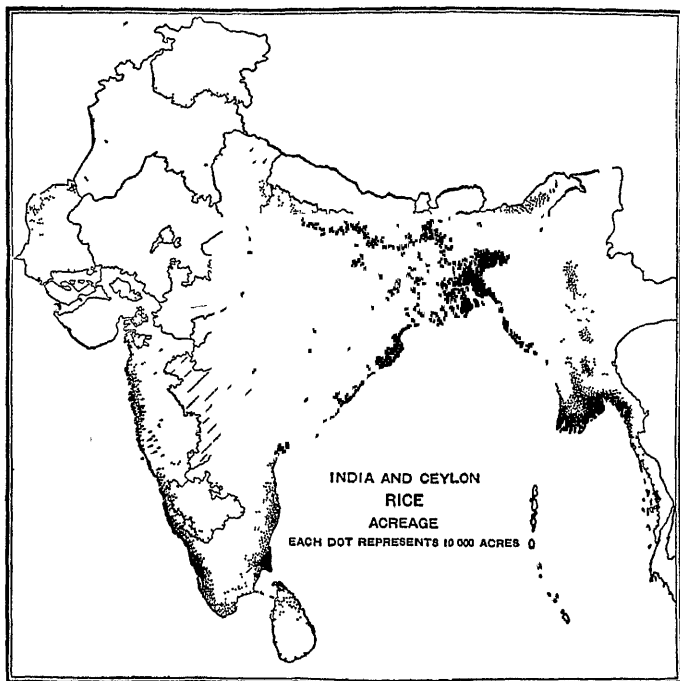 INDIA AND CEYLON
RICE
ACREAGE
EACH DOT REPRESENTS 10 000 ACRES